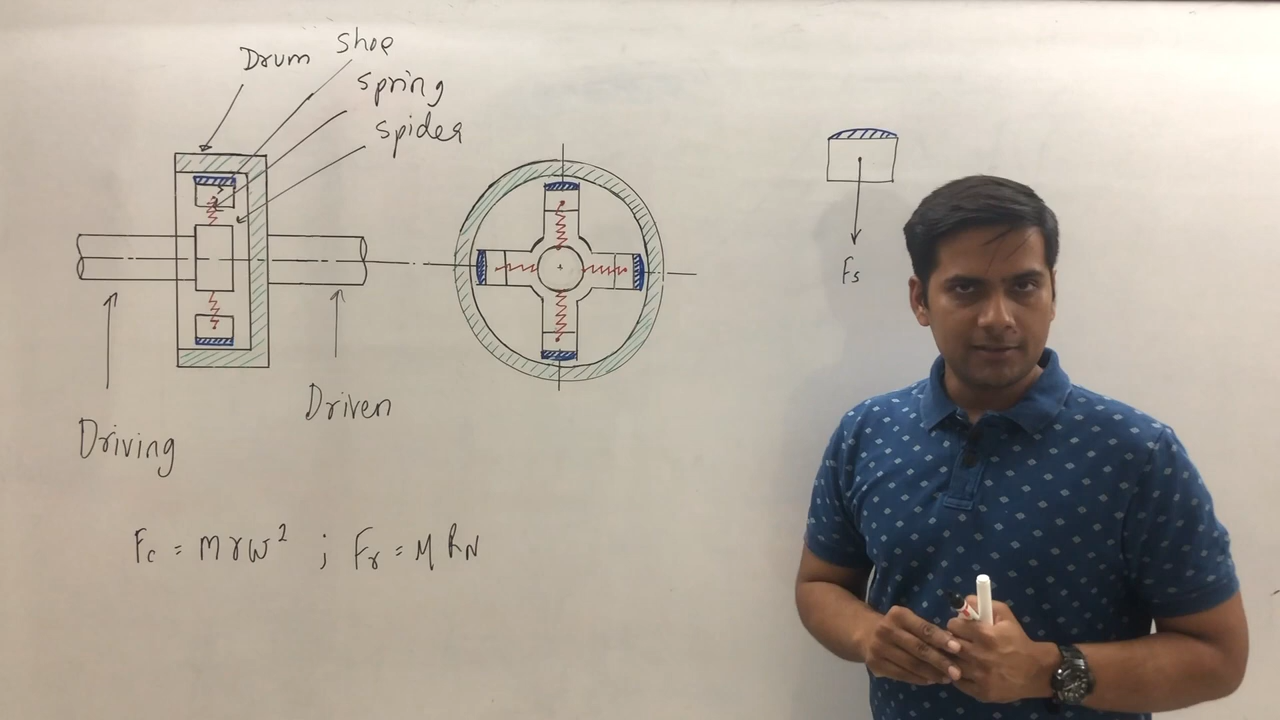 Drum
Shoe
Spring
Spider
Fs
Driven
Driving
Fc = mrω² ; Fr = μ RN